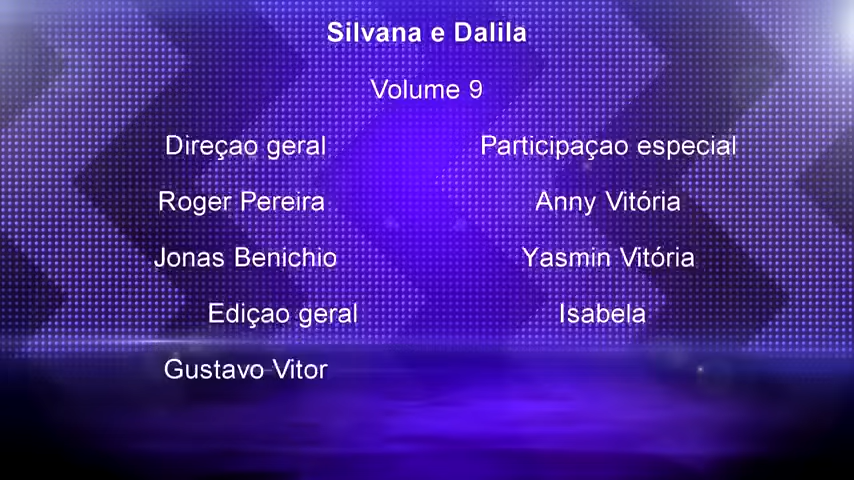 Silvana e Dalila
Volume 9
Direçao geral
Roger Pereira
Jonas Benichio
Ediçao geral
Gustavo Vitor
Participaçao especial
Anny Vitória
Yasmin Vitória
Isabela